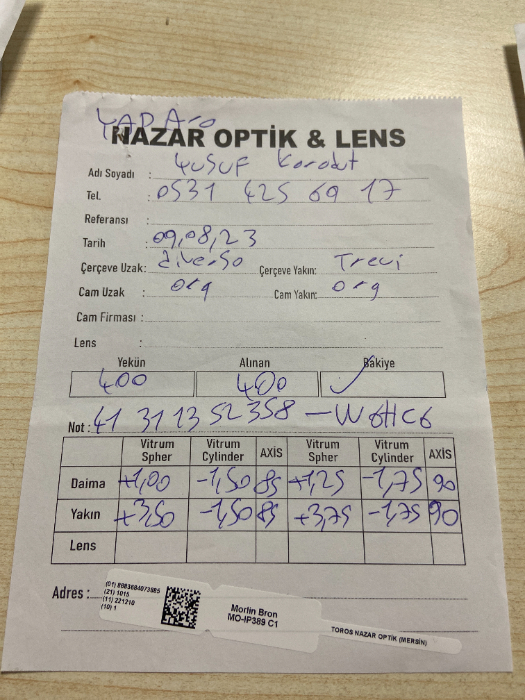 YAPA
NAZAR OPTİK & LENS
Adı Soyadı : Yusuf Karabut
Tel. : 0531 425 69 17
Referansı :
Tarih : 09,08,23
Çerçeve Uzak: diverso Çerçeve Yakın: Trevi
Cam Uzak : org Cam Yakın: org
Cam Firması :
Lens :
Yekün Alınan Bakiye
400 400 ✓
Not : 41 31 13 52 358 – W6HC6
Vitrum Spher Vitrum Cylinder AXİS Vitrum Spher Vitrum Cylinder AXİS
Daima +1,00 -1,50 85 +1,25 -1,75 90
Yakın +3,50 -1,50 85 +3,75 -1,75 90
Lens
Adres :
(21) 1015
(11) 221210
(10) 1
Morlin Bron
MO-IP389 C1
TOROS NAZAR OPTİK (MERSİN)